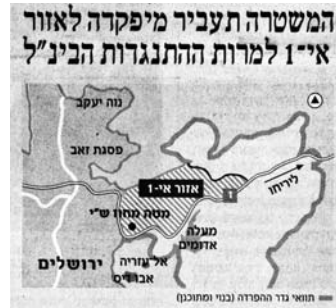 המשטרה תעביר מיפקדה לאזור
אי־1 למרות ההתנגדות הבינ"ל
נוה יעקב
פסגת זאב
אזור אי-1
1
ליריחו
מטה מחוז ש"י
מעלה
אדומים
ירושלים
אל-עזריה
אבו דיס
תוואי גדר ההפרדה (בנוי ומתוכנן)